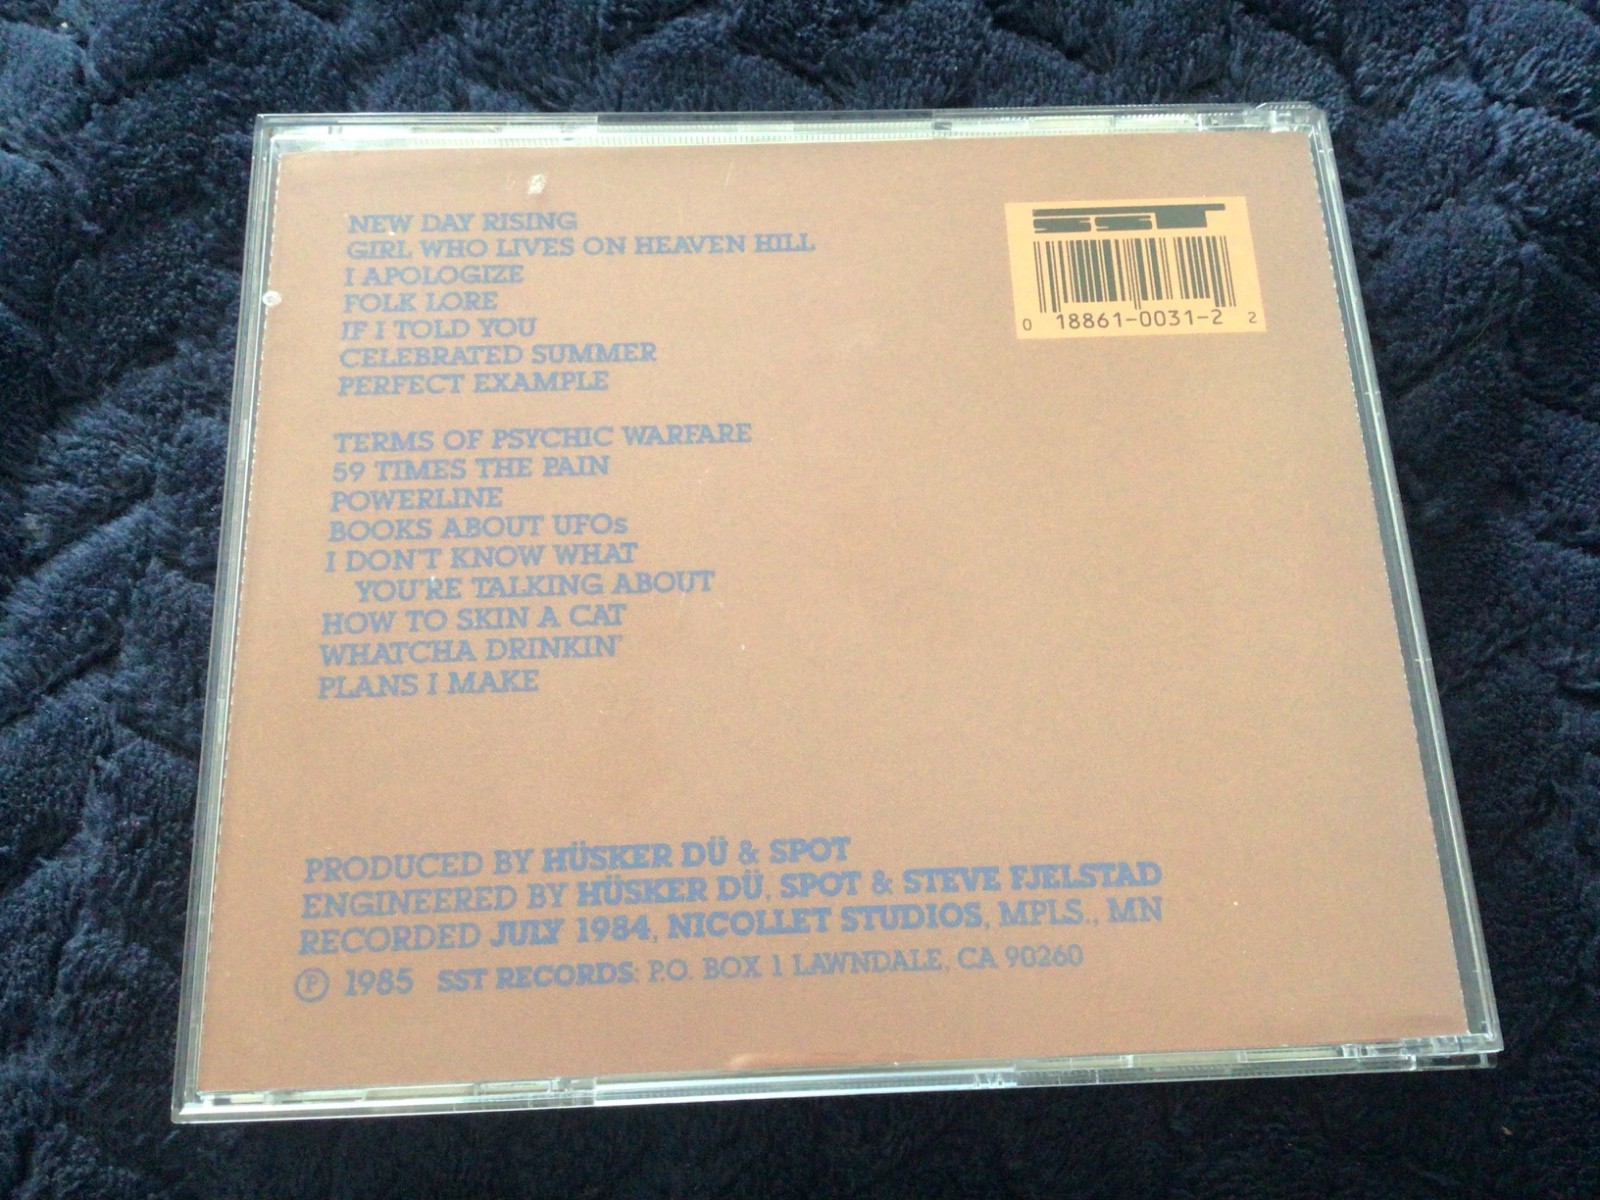 NEW DAY RISING
GIRL WHO LIVES ON HEAVEN HILL
I APOLOGIZE
FOLK LORE
IF I TOLD YOU
CELEBRATED SUMMER
PERFECT EXAMPLE
TERMS OF PSYCHIC WARFARE
59 TIMES THE PAIN
POWERLINE
BOOKS ABOUT UFOs
I DON'T KNOW WHAT
YOU'RE TALKING ABOUT
HOW TO SKIN A CAT
WHATCHA DRINKIN'
PLANS I MAKE
SST
0 18861-0031-2 2
PRODUCED BY HÜSKER DÜ & SPOT
ENGINEERED BY HÜSKER DÜ, SPOT & STEVE FJELSTAD
RECORDED JULY 1984, NICOLLET STUDIOS, MPLS., MN
Ⓟ 1985 SST RECORDS: P.O. BOX 1 LAWNDALE, CA 90260